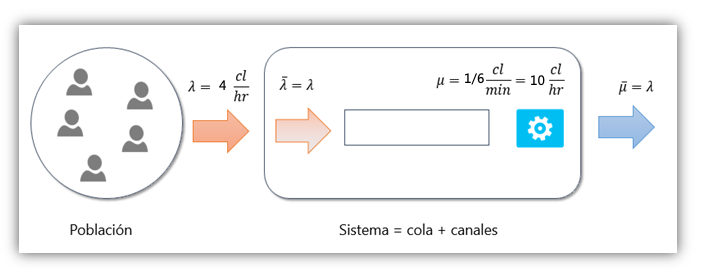 λ = 4 cl/hr
λ̄ = λ
μ = 1/6 cl/min = 10 cl/hr
μ̄ = λ
Población
Sistema = cola + canales